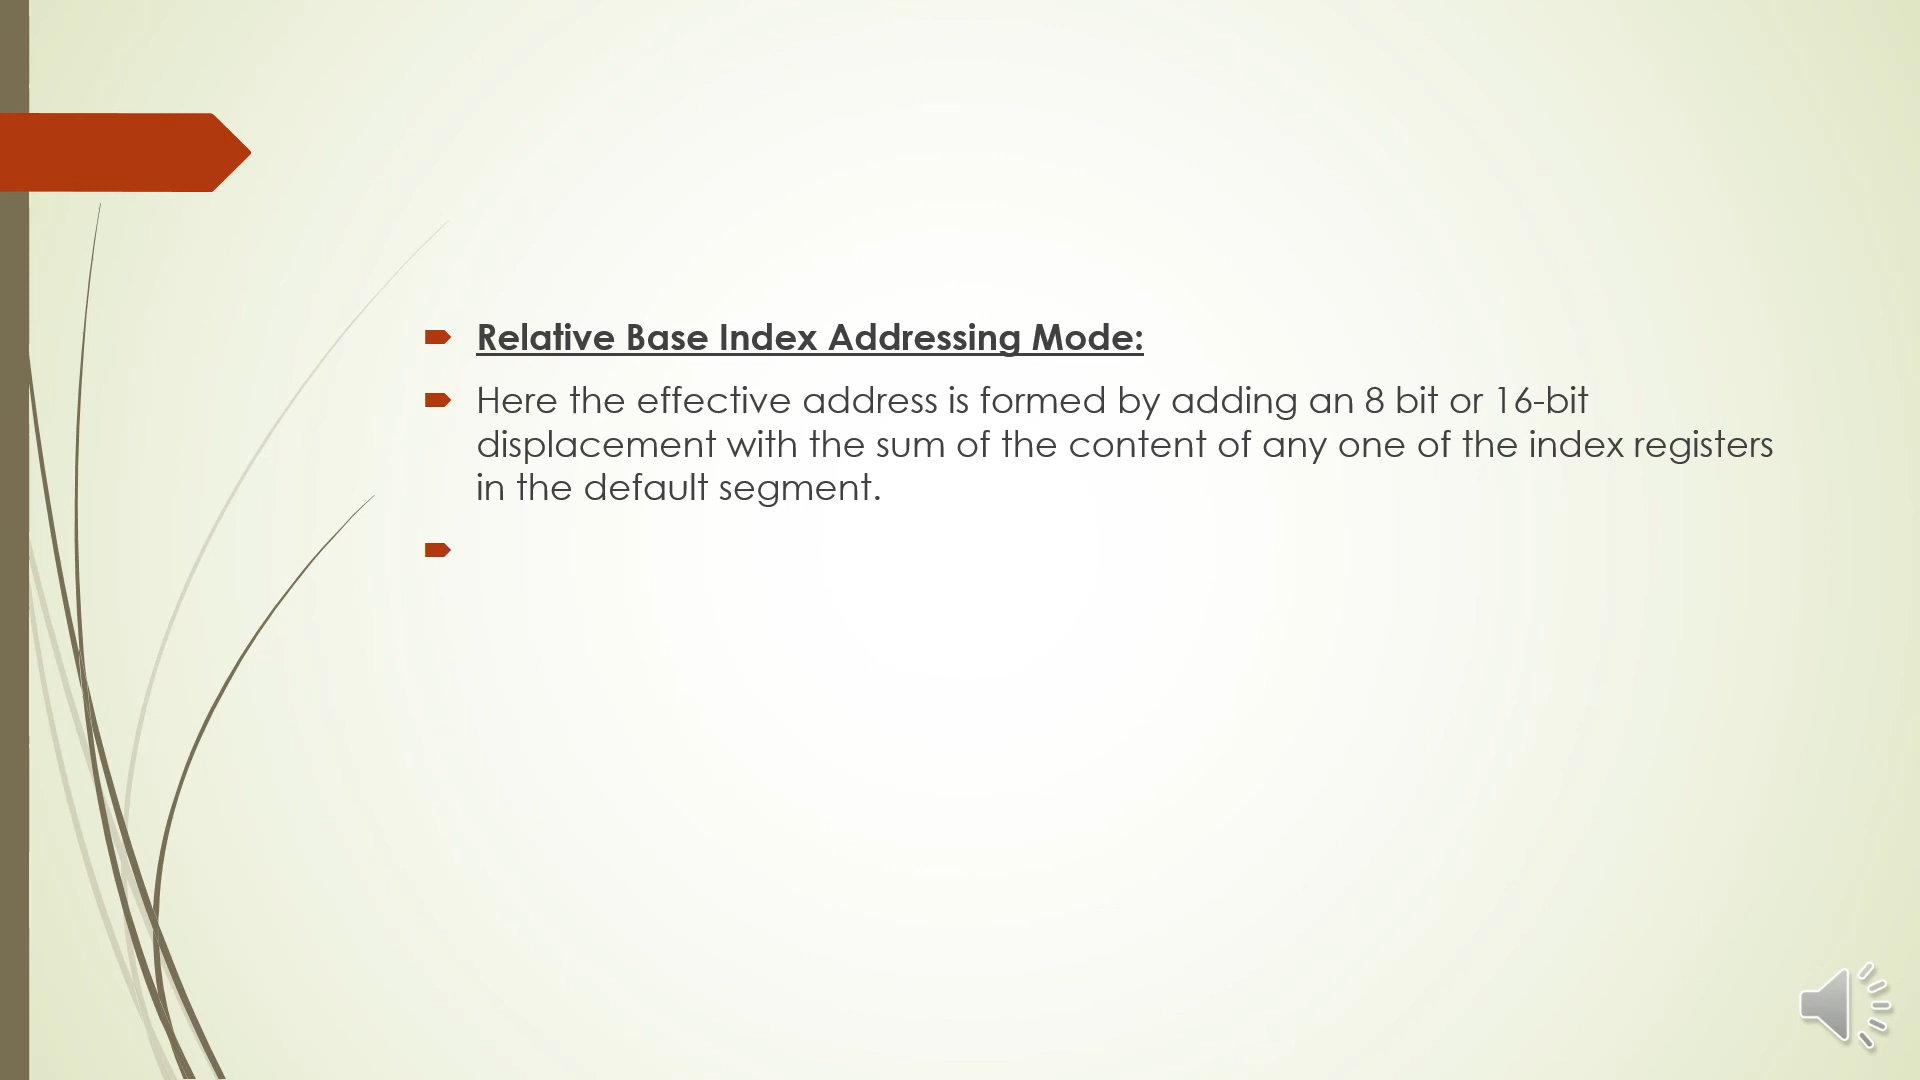 Relative Base Index Addressing Mode:
Here the effective address is formed by adding an 8 bit or 16-bit
displacement with the sum of the content of any one of the index registers
in the default segment.